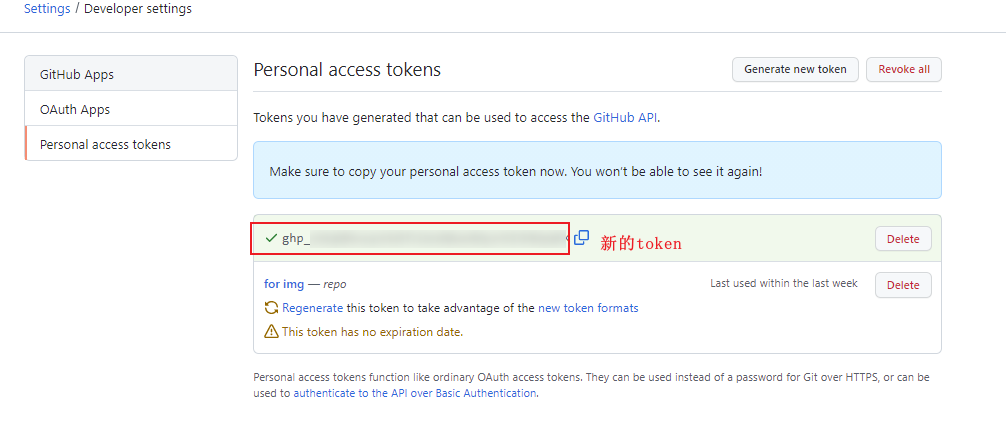 Settings / Developer settings
GitHub Apps
OAuth Apps
Personal access tokens
Personal access tokens
Generate new token
Revoke all
Tokens you have generated that can be used to access the GitHub API.
Make sure to copy your personal access token now. You won't be able to see it again!
ghp_
新的token
Delete
for img — repo
Last used within the last week
Delete
Regenerate this token to take advantage of the new token formats
This token has no expiration date.
Personal access tokens function like ordinary OAuth access tokens. They can be used instead of a password for Git over HTTPS, or can be
used to authenticate to the API over Basic Authentication.